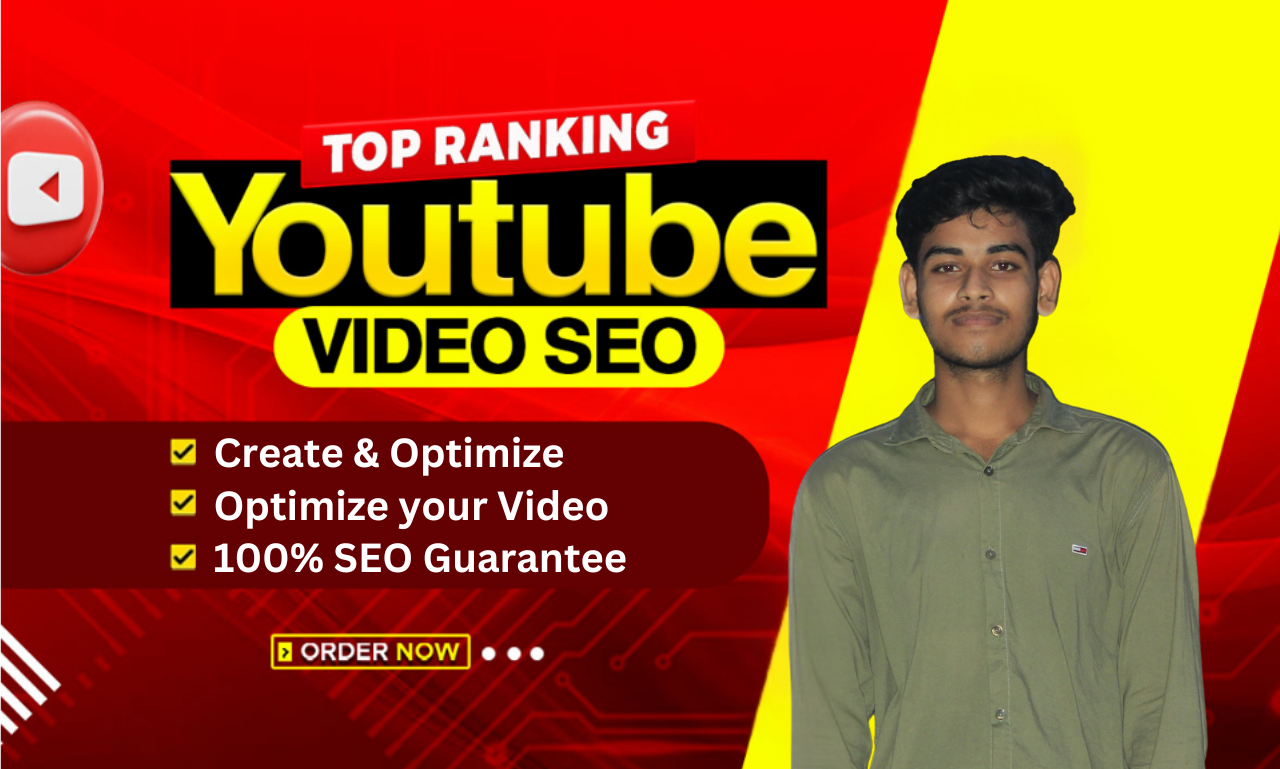 TOP RANKING
Youtube
VIDEO SEO
Create & Optimize
Optimize your Video
100% SEO Guarantee
ORDER NOW